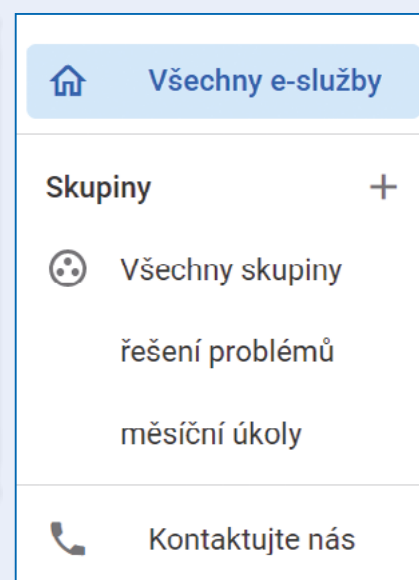 Všechny e-služby
Skupiny
Všechny skupiny
řešení problémů
měsíční úkoly
Kontaktujte nás